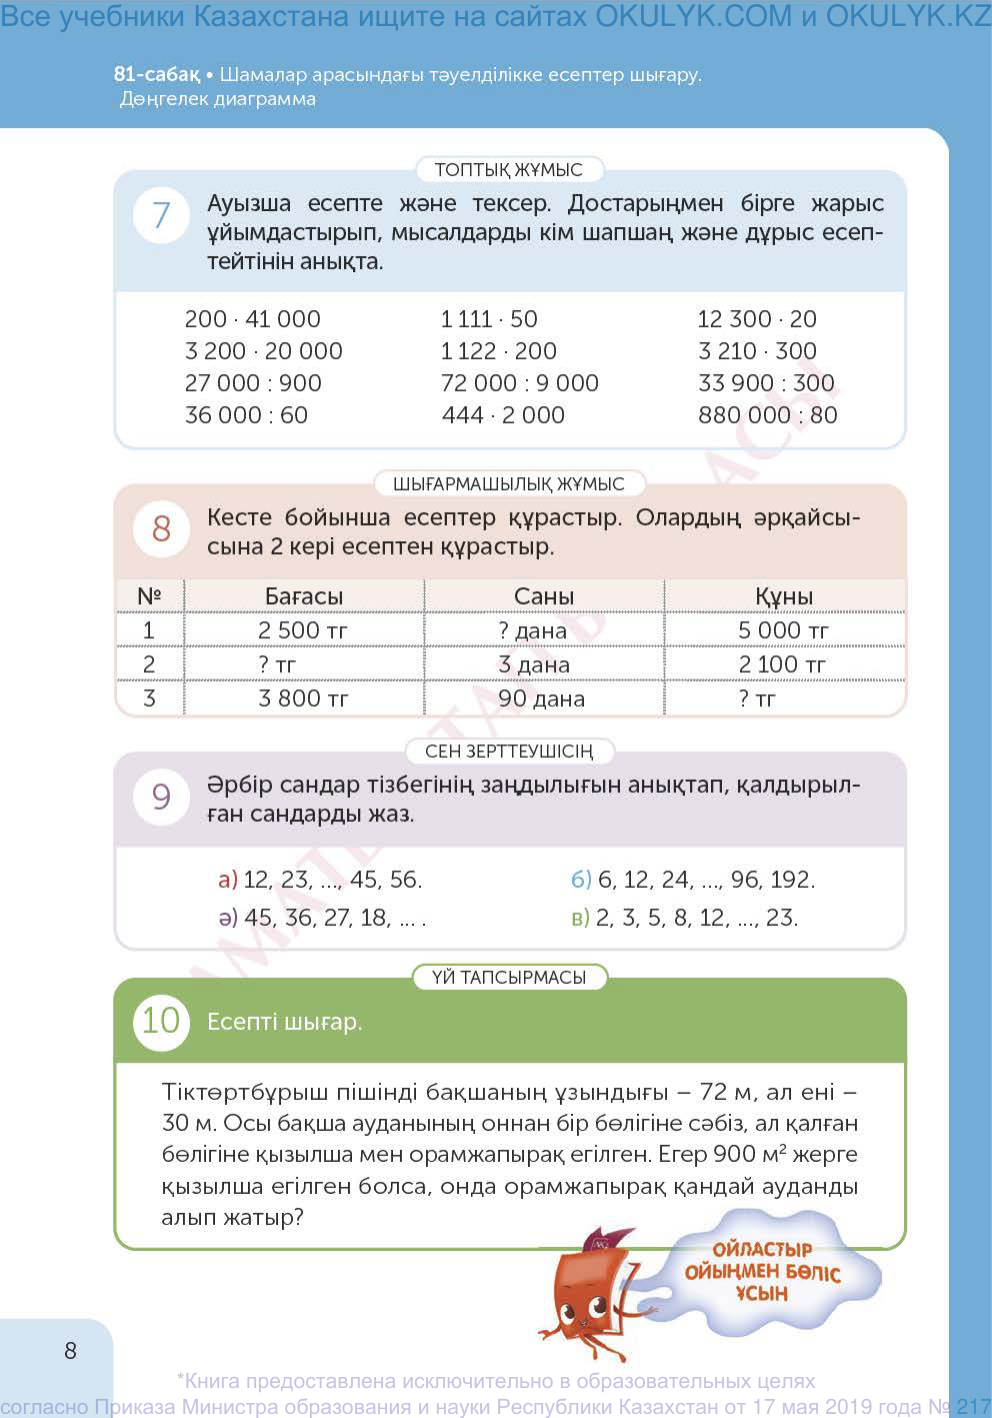 Все учебники Казахстана ищите на сайтах OKULYK.COM и OKULYK.KZ
81-сабақ • Шамалар арасындағы тәуелділікке есептер шығару.
Дөңгелек диаграмма
ТОПТЫҚ ЖҰМЫС
7
Ауызша есепте және тексер. Достарыңмен бірге жарыс
ұйымдастырып, мысалдарды кім шапшаң және дұрыс есеп-
тейтінін анықта.
200 · 41 000 1 111 · 50 12 300 · 20
3 200 · 20 000 1 122 · 200 3 210 · 300
27 000 : 900 72 000 : 9 000 33 900 : 300
36 000 : 60 444 · 2 000 880 000 : 80
ШЫҒАРМАШЫЛЫҚ ЖҰМЫС
8
Кесте бойынша есептер құрастыр. Олардың әрқайсы-
сына 2 кері есептен құрастыр.
№ Бағасы Саны Құны
1 2 500 тг ? дана 5 000 тг
2 ? тг 3 дана 2 100 тг
3 3 800 тг 90 дана ? тг
СЕН ЗЕРТТЕУШІСІҢ
9
Әрбір сандар тізбегінің заңдылығын анықтап, қалдырыл-
ған сандарды жаз.
а) 12, 23, ..., 45, 56. б) 6, 12, 24, ..., 96, 192.
ә) 45, 36, 27, 18, ... . в) 2, 3, 5, 8, 12, ..., 23.
ҮЙ ТАПСЫРМАСЫ
10
Есепті шығар.
Тіктөртбұрыш пішінді бақшаның ұзындығы – 72 м, ал ені –
30 м. Осы бақша ауданының оннан бір бөлігіне сәбіз, ал қалған
бөлігіне қызылша мен орамжапырақ егілген. Егер 900 м² жерге
қызылша егілген болса, онда орамжапырақ қандай ауданды
алып жатыр?
ОЙЛАСТЫР
ОЙЫҢМЕН БӨЛІС
ҰСЫН
8
*Книга предоставлена исключительно в образовательных целях
согласно Приказа Министра образования и науки Республики Казахстан от 17 мая 2019 года № 217